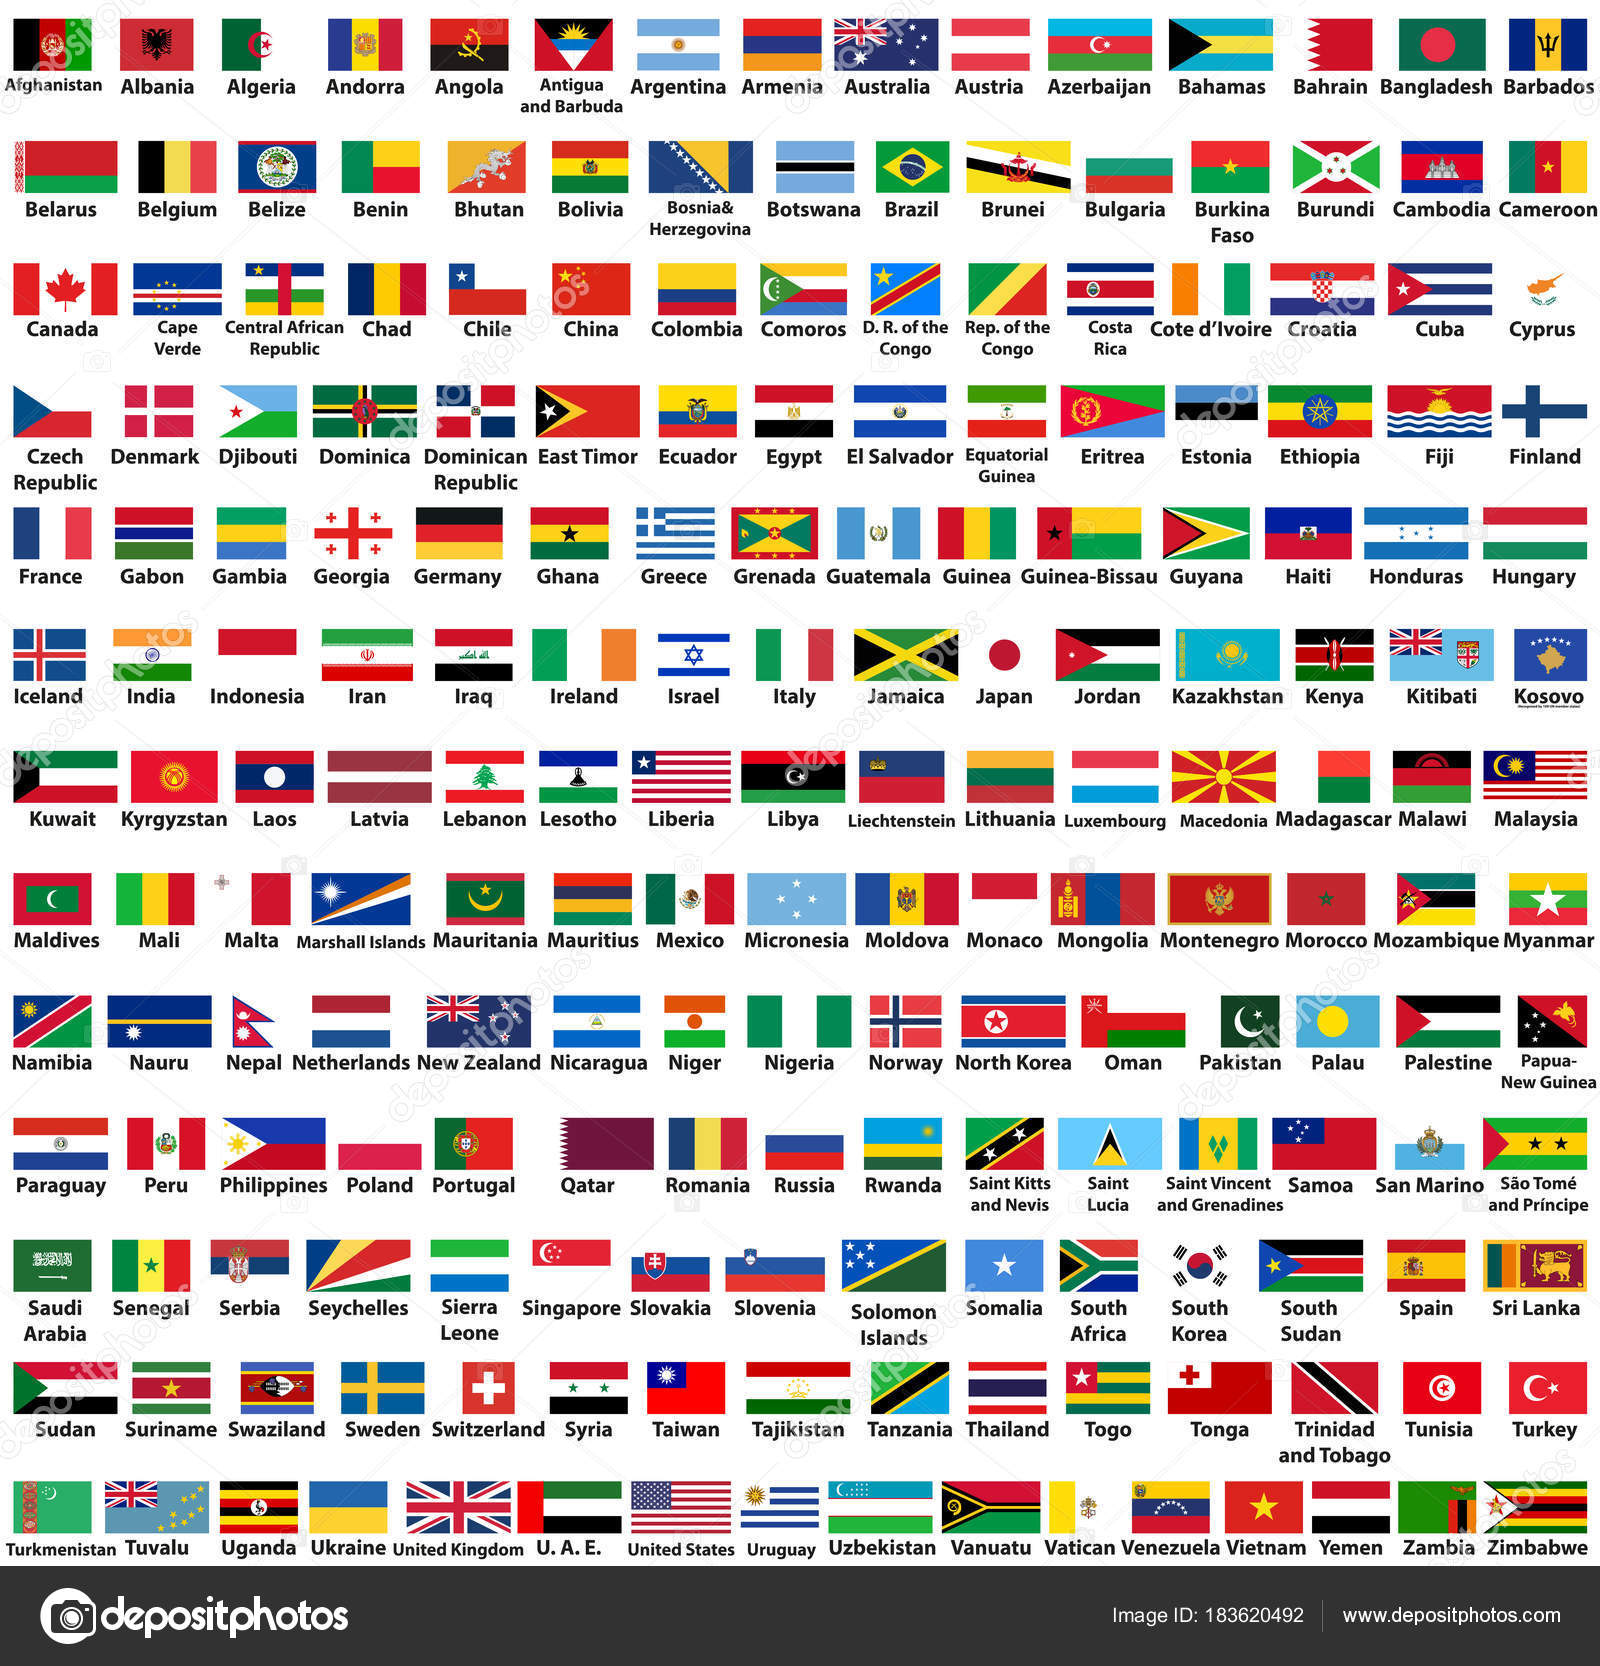 Afghanistan Albania Algeria Andorra Angola Antigua Argentina Armenia Australia Austria Azerbaijan Bahamas Bahrain Bangladesh Barbados
and Barbuda
Belarus Belgium Belize Benin Bhutan Bolivia Bosnia& Botswana Brazil Brunei Bulgaria Burkina Burundi Cambodia Cameroon
Herzegovina Faso
Canada Cape Central African Chad Chile China Colombia Comoros D. R. of the Rep. of the Costa Cote d’Ivoire Croatia Cuba Cyprus
Verde Republic Congo Congo Rica
Czech Denmark Djibouti Dominica Dominican East Timor Ecuador Egypt El Salvador Equatorial Eritrea Estonia Ethiopia Fiji Finland
Republic Republic Guinea
France Gabon Gambia Georgia Germany Ghana Greece Grenada Guatemala Guinea Guinea-Bissau Guyana Haiti Honduras Hungary
Iceland India Indonesia Iran Iraq Ireland Israel Italy Jamaica Japan Jordan Kazakhstan Kenya Kitibati Kosovo
Kuwait Kyrgyzstan Laos Latvia Lebanon Lesotho Liberia Libya Liechtenstein Lithuania Luxembourg Macedonia Madagascar Malawi Malaysia
Maldives Mali Malta Marshall Islands Mauritania Mauritius Mexico Micronesia Moldova Monaco Mongolia Montenegro Morocco Mozambique Myanmar
Namibia Nauru Nepal Netherlands New Zealand Nicaragua Niger Nigeria Norway North Korea Oman Pakistan Palau Palestine Papua-
New Guinea
Paraguay Peru Philippines Poland Portugal Qatar Romania Russia Rwanda Saint Kitts Saint Saint Vincent Samoa San Marino São Tomé
and Nevis Lucia and Grenadines and Príncipe
Saudi Senegal Serbia Seychelles Sierra Singapore Slovakia Slovenia Solomon Somalia South South South Spain Sri Lanka
Arabia Leone Islands Africa Korea Sudan
Sudan Suriname Swaziland Sweden Switzerland Syria Taiwan Tajikistan Tanzania Thailand Togo Tonga Trinidad Tunisia Turkey
and Tobago
Turkmenistan Tuvalu Uganda Ukraine United Kingdom U. A. E. United States Uruguay Uzbekistan Vanuatu Vatican Venezuela Vietnam Yemen Zambia Zimbabwe
depositphotos Image ID: 183620492 www.depositphotos.com